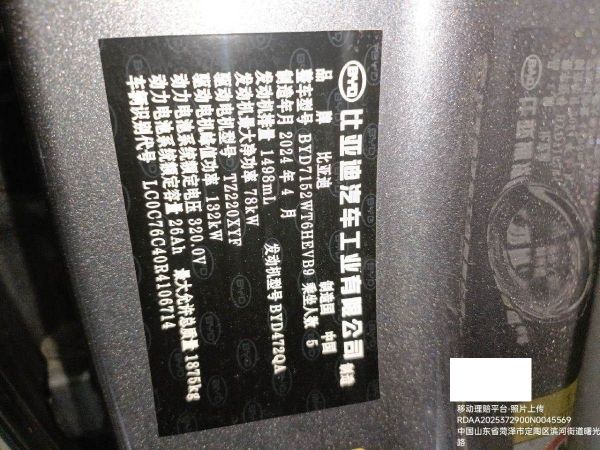 BYD 比亚迪汽车工业有限公司 制造
品 牌 比亚迪 制造国 中国
整车型号 BYD7152WT6HEVB9 乘坐人数 5
制造年月 2024 年 4 月
发动机排量 1498mL 发动机型号 BYD472QA
发动机最大净功率 78kW
驱动电机型号 TZ220XYF
驱动电机峰值功率 132kW
动力电池系统额定电压 320.0V
动力电池系统额定容量 26Ah 最大允许总质量 1875kg
车辆识别代号 LC0C76C40R4106714
移动理赔平台·照片上传
RDAA2025372900N0045569
中国山东省菏泽市定陶区滨河街道曙光
路